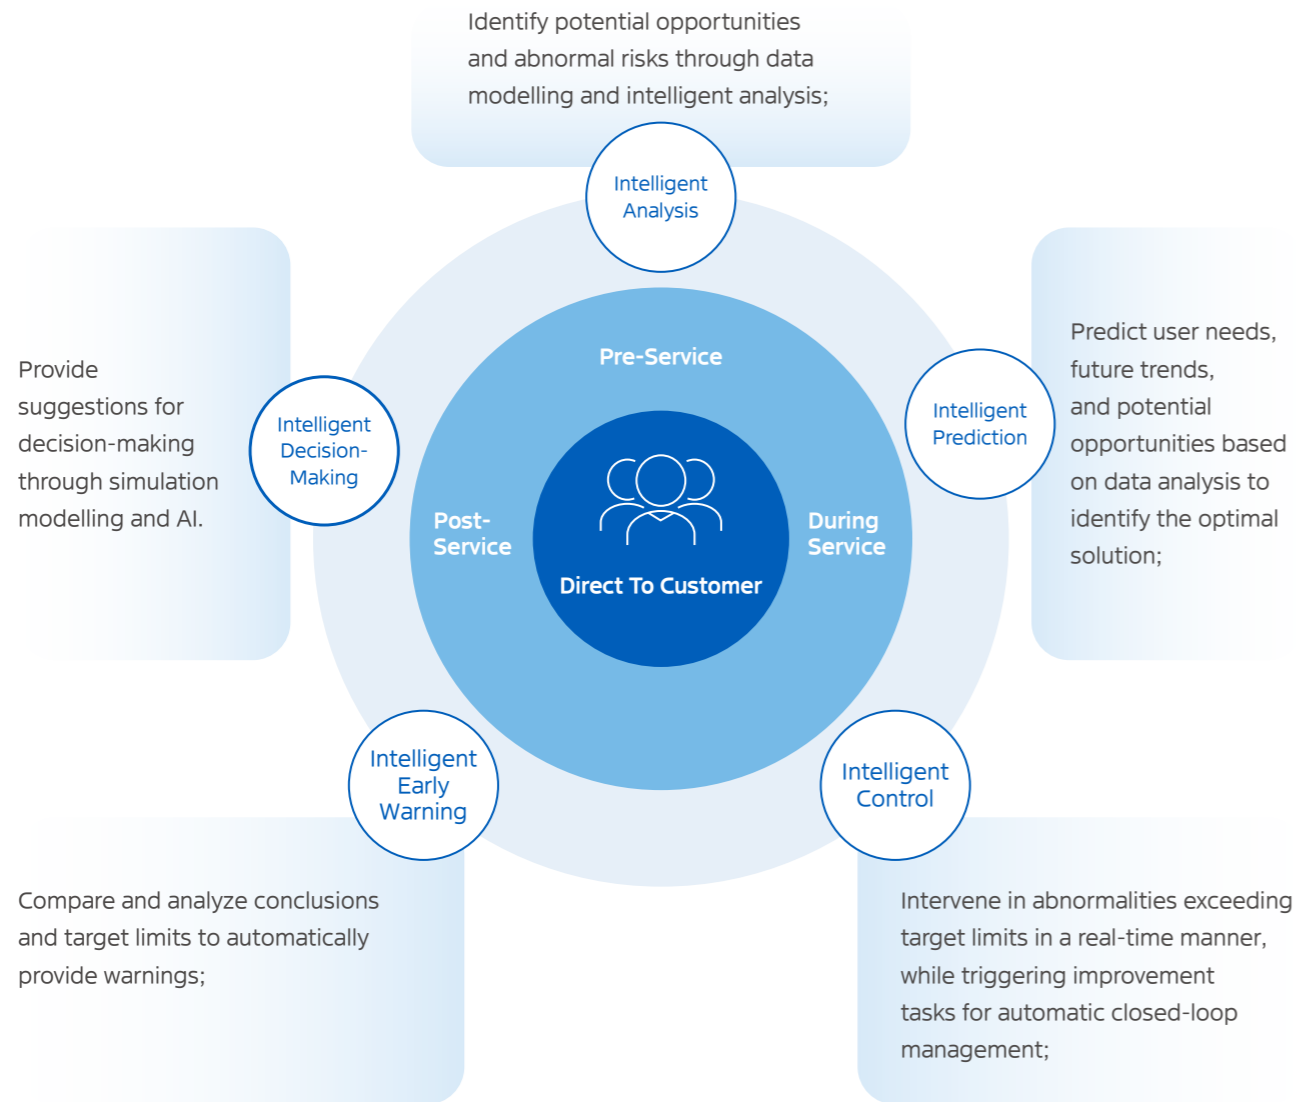 Identify potential opportunities
and abnormal risks through data
modelling and intelligent analysis;
Intelligent
Analysis
Predict user needs,
future trends,
and potential
opportunities based
on data analysis to
identify the optimal
solution;
Intelligent
Prediction
Provide
suggestions for
decision-making
through simulation
modelling and AI.
Intelligent
Decision-
Making
Pre-Service
Post-
Service
During
Service
Direct To Customer
Intelligent
Early
Warning
Intelligent
Control
Compare and analyze conclusions
and target limits to automatically
provide warnings;
Intervene in abnormalities exceeding
target limits in a real-time manner,
while triggering improvement
tasks for automatic closed-loop
management;